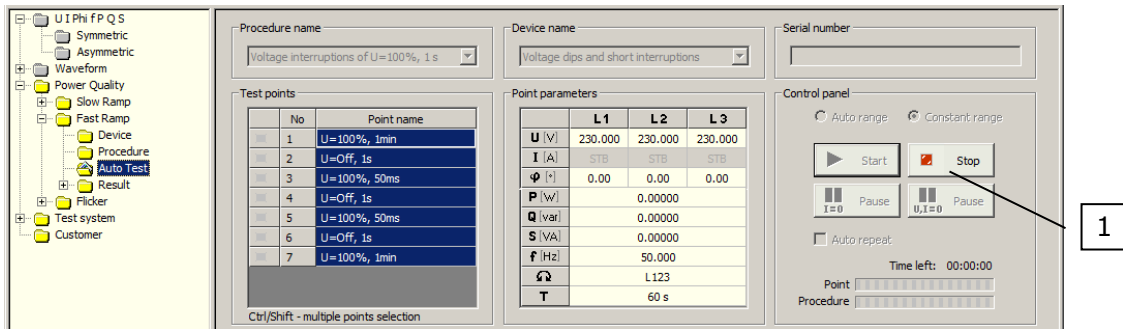 U I Phi f P Q S
Symmetric
Asymmetric
Waveform
Power Quality
Slow Ramp
Fast Ramp
Device
Procedure
Auto Test
Result
Flicker
Test system
Customer
Procedure name
Voltage interruptions of U=100%, 1 s
Device name
Voltage dips and short interruptions
Serial number
Test points
No Point name
1 U=100%, 1min
2 U=Off, 1s
3 U=100%, 50ms
4 U=Off, 1s
5 U=100%, 50ms
6 U=Off, 1s
7 U=100%, 1min
Ctrl/Shift - multiple points selection
Point parameters
L 1 L 2 L 3
U [V] 230.000 230.000 230.000
I [A] STB STB STB
φ [°] 0.00 0.00 0.00
P [W] 0.00000
Q [var] 0.00000
S [VA] 0.00000
f [Hz] 50.000
L123
T 60 s
Control panel
Auto range Constant range
Start Stop
I=0 Pause U,I=0 Pause
Auto repeat
Time left: 00:00:00
Point
Procedure
1